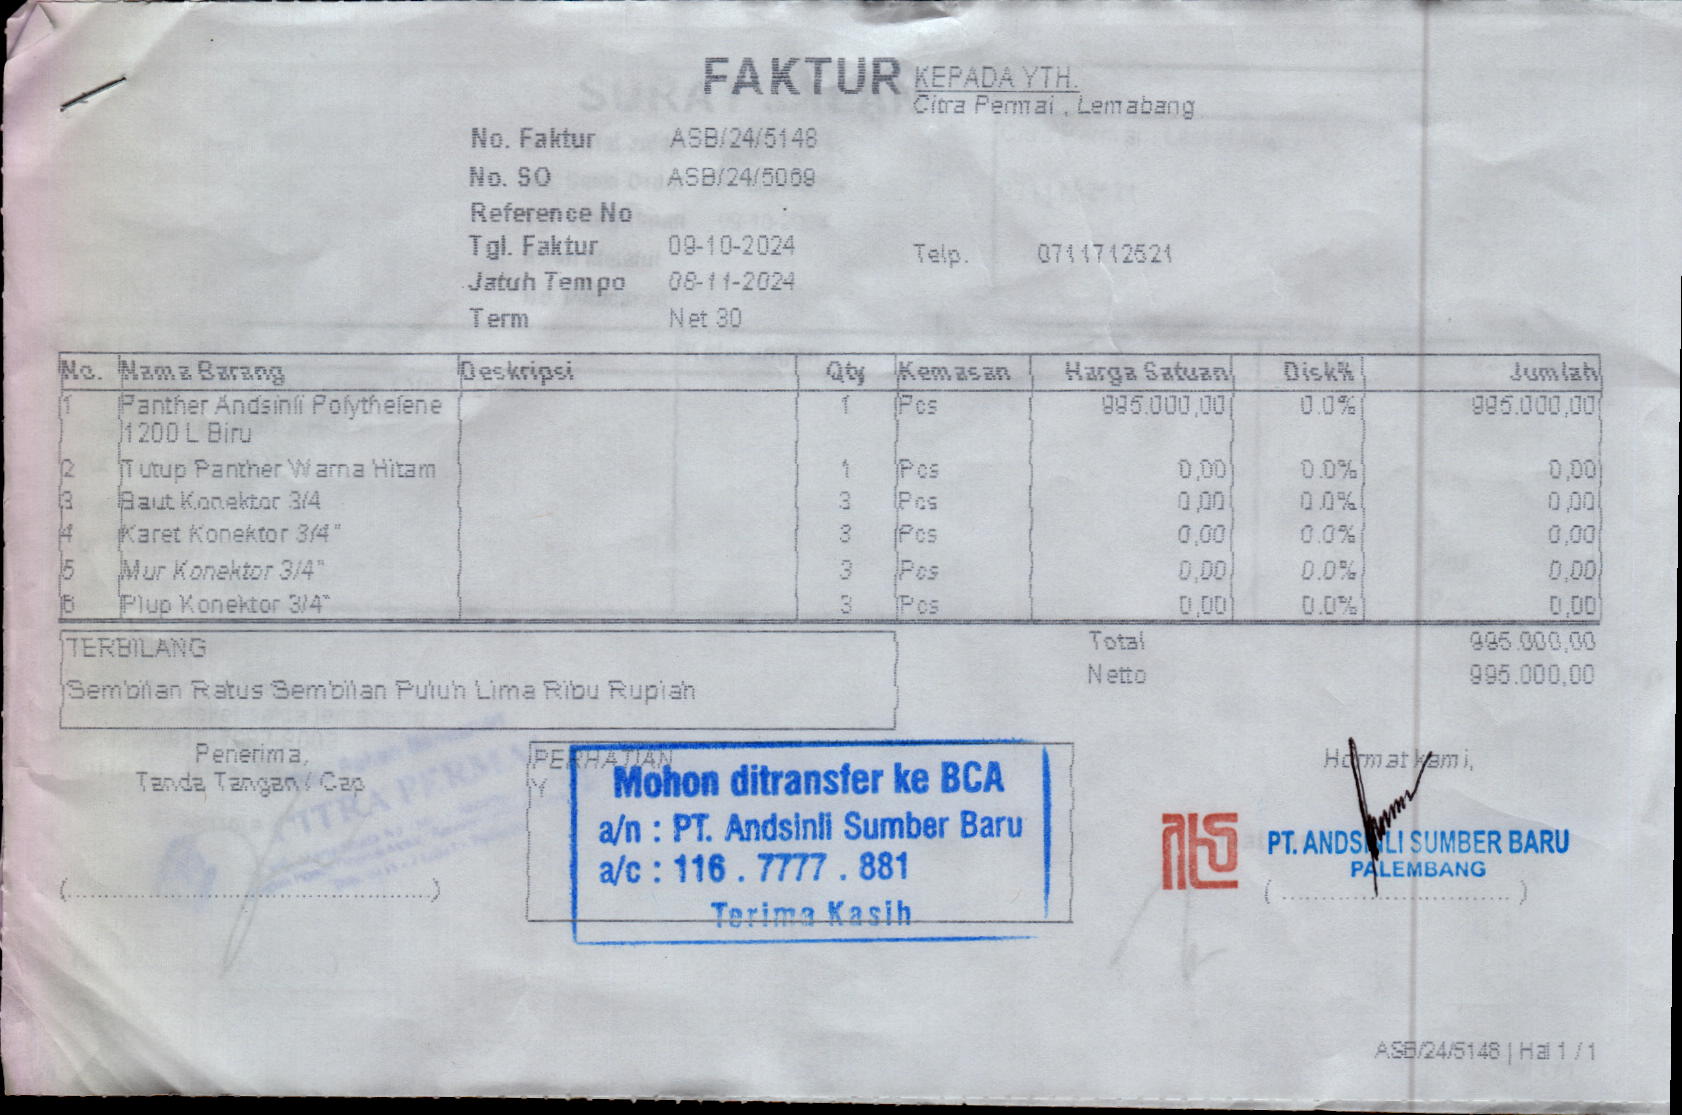 FAKTUR
KEPADA YTH.
Citra Permai , Lemabang
No. Faktur ASB/24/5148
No. SO ASB/24/5069
Reference No :
Tgl. Faktur 09-10-2024
Telp. 0711712521
Jatuh Tempo 08-11-2024
Term Net 30
No. Nama Barang Deskripsi Qty Kemasan Harga Satuan Disk% Jumlah
1 Panther Andsinli Polythelene 1 Pcs 995.000,00 0.0% 995.000,00
1200 L Biru
2 Tutup Panther Warna Hitam 1 Pcs 0,00 0.0% 0,00
3 Baut Konektor 3/4 3 Pcs 0,00 0.0% 0,00
4 Karet Konektor 3/4" 3 Pcs 0,00 0.0% 0,00
5 Mur Konektor 3/4" 3 Pcs 0,00 0.0% 0,00
6 Plup Konektor 3/4" 3 Pcs 0,00 0.0% 0,00
TERBILANG
Sembilan Ratus Sembilan Puluh Lima Ribu Rupiah
Total 995.000,00
Netto 995.000,00
Penerima,
Tanda Tangan / Cap
CITRA PERMAI
PERHATIAN
Y
Mohon ditransfer ke BCA
a/n : PT. Andsinli Sumber Baru
a/c : 116 . 7777 . 881
Terima Kasih
Hormat kami,
PT. ANDSINLI SUMBER BARU
PALEMBANG
ASB/24/5148 | Hal 1 / 1